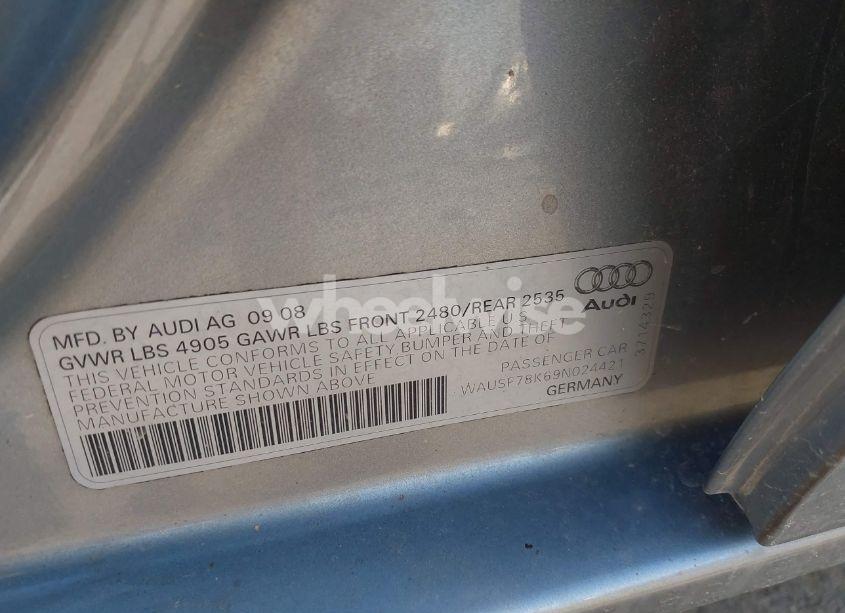 MFD. BY AUDI AG 09 08
GVWR LBS 4905 GAWR LBS FRONT 2480/REAR 2535
THIS VEHICLE CONFORMS TO ALL APPLICABLE U.S.
FEDERAL MOTOR VEHICLE SAFETY BUMPER AND THEFT
PREVENTION STANDARDS IN EFFECT ON THE DATE OF
MANUFACTURE SHOWN ABOVE
PASSENGER CAR
WAUSF78K69N024421
GERMANY
Audi
3714329
wheelwise